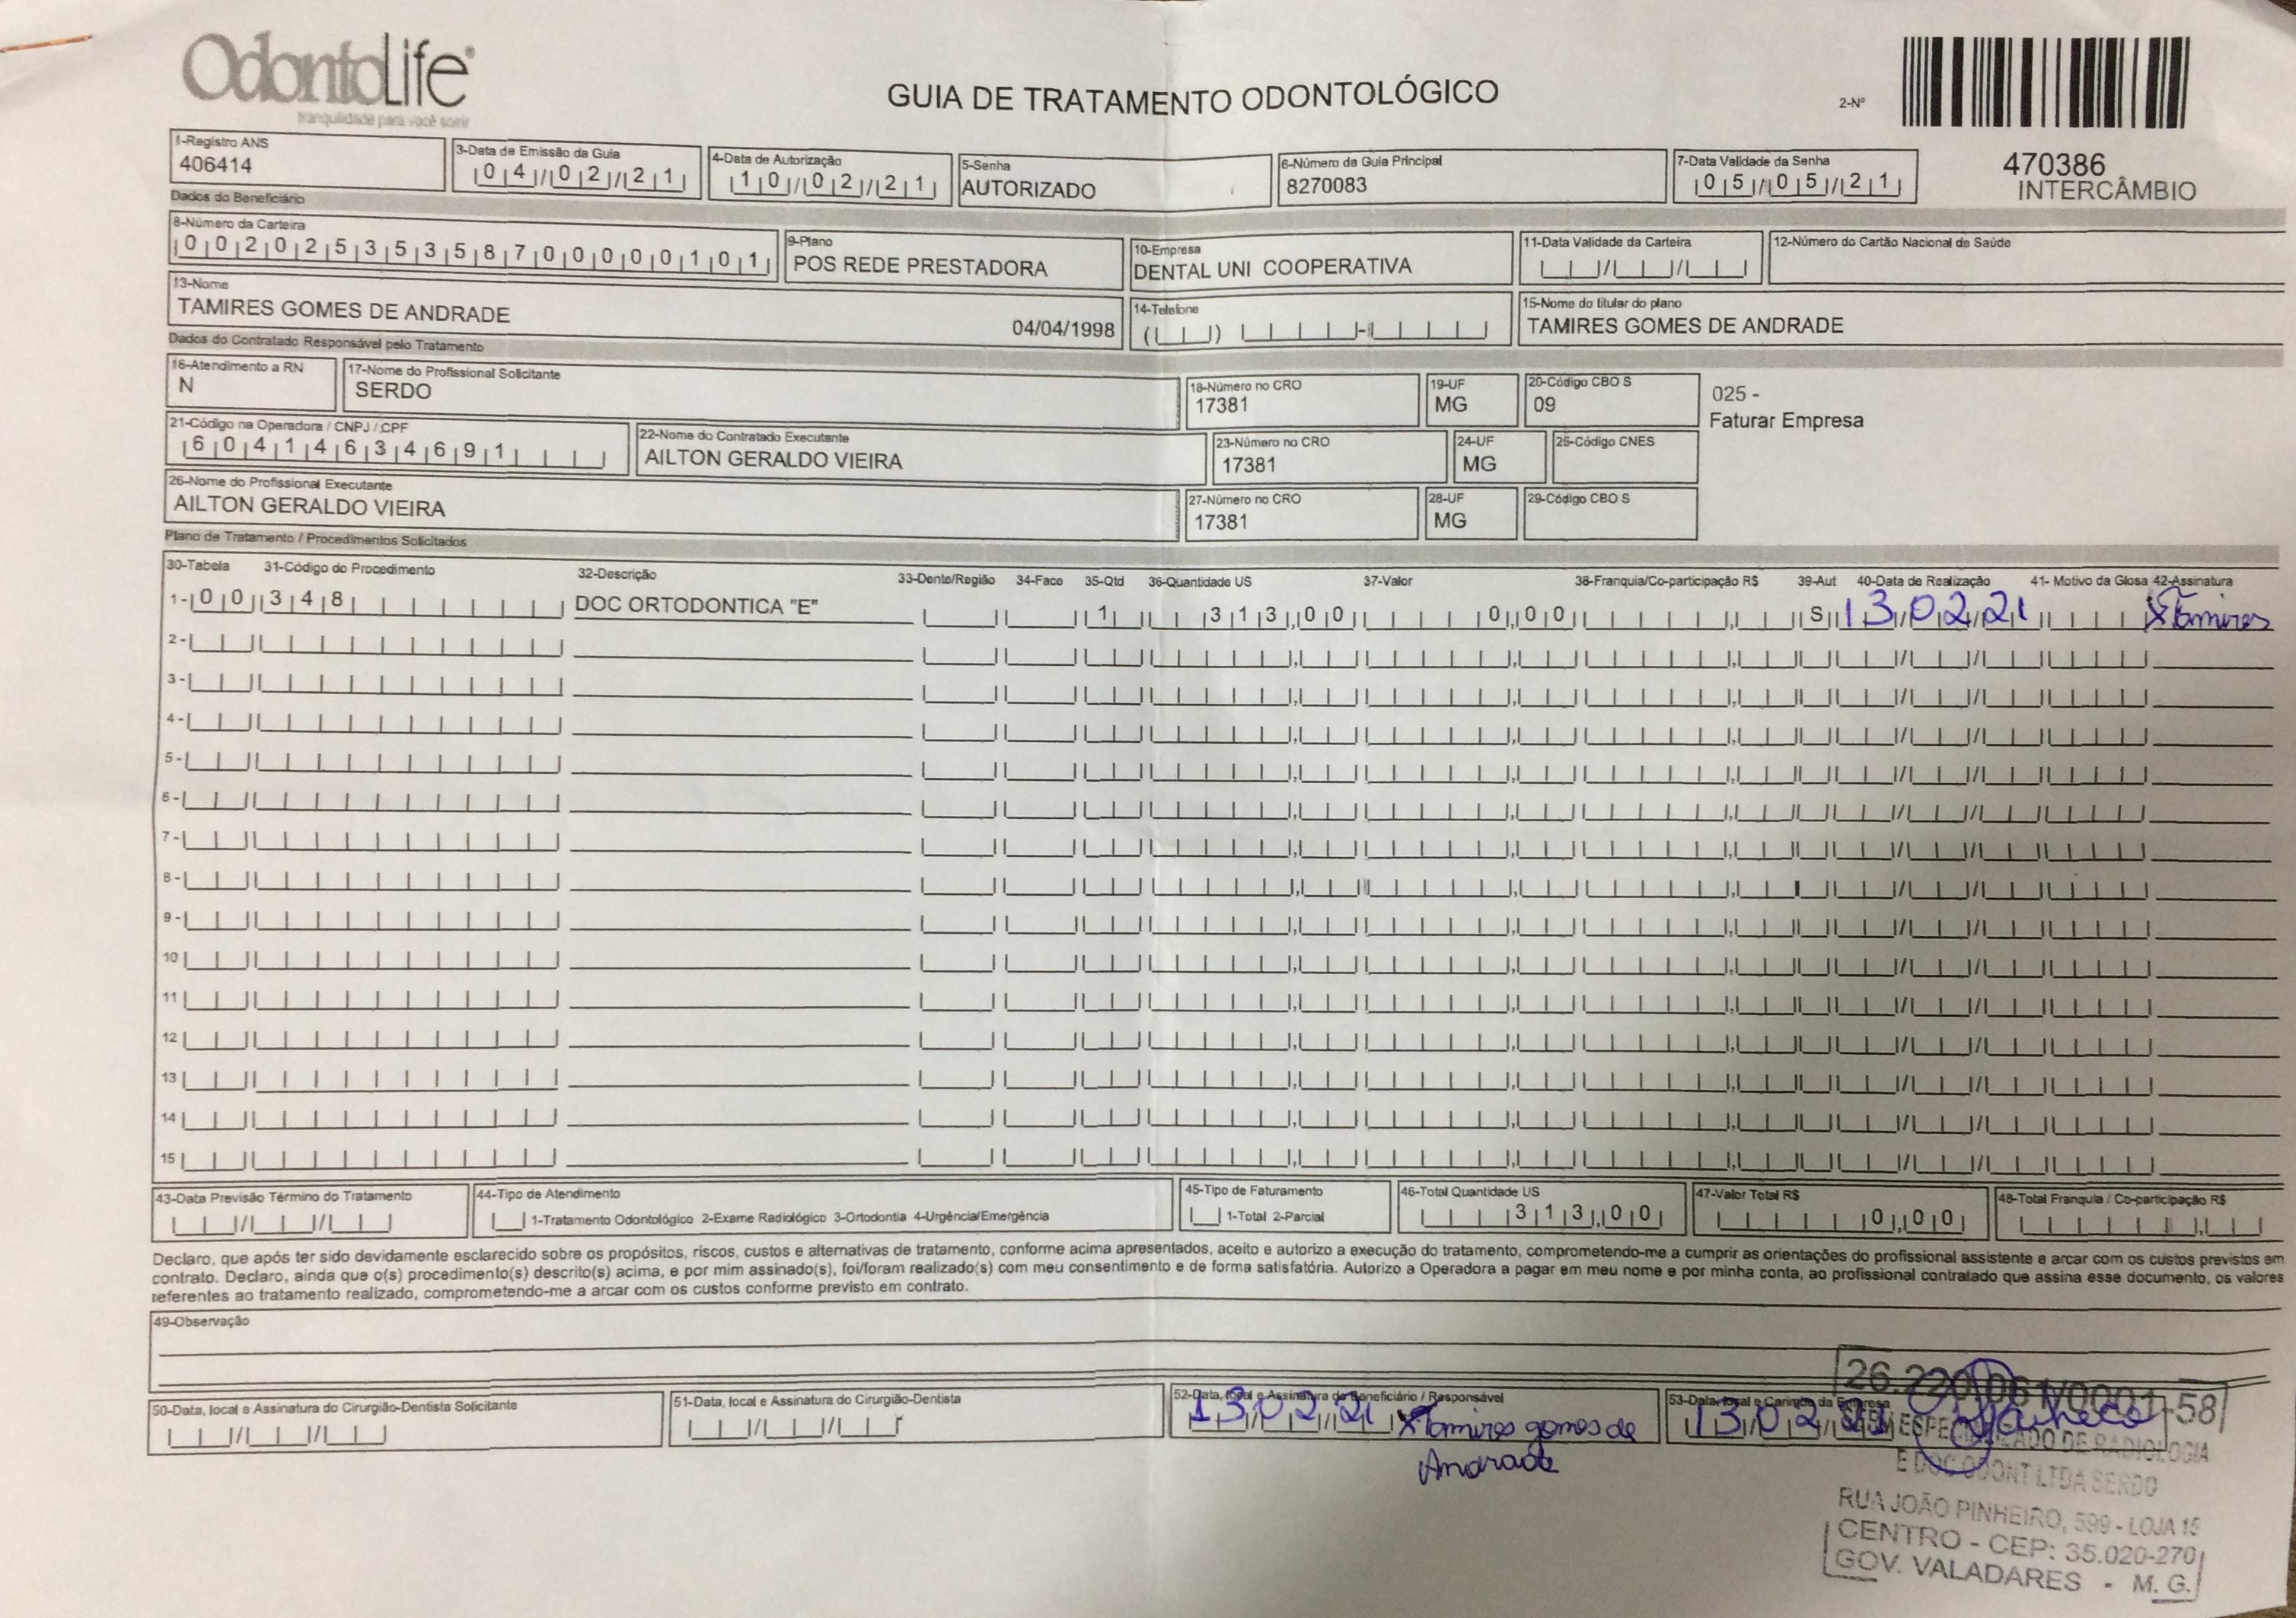 OdontoLife®
tranquilidade para você sorrir
GUIA DE TRATAMENTO ODONTOLÓGICO
2-Nº
470386
INTERCÂMBIO
1-Registro ANS
406414
3-Data de Emissão da Guia
04/02/21
4-Data de Autorização
10/02/21
5-Senha
AUTORIZADO
6-Número da Guia Principal
8270083
7-Data Validade da Senha
05/05/21
Dados do Beneficiário
8-Número da Carteira
00202535358700000101
9-Plano
POS REDE PRESTADORA
10-Empresa
DENTAL UNI COOPERATIVA
11-Data Validade da Carteira
12-Número do Cartão Nacional de Saúde
13-Nome
TAMIRES GOMES DE ANDRADE
04/04/1998
14-Telefone
15-Nome do titular do plano
TAMIRES GOMES DE ANDRADE
Dados do Contratado Responsável pelo Tratamento
16-Atendimento a RN
N
17-Nome do Profissional Solicitante
SERDO
18-Número no CRO
17381
19-UF
MG
20-Código CBO S
09
025 -
Faturar Empresa
21-Código na Operadora / CNPJ / CPF
60414634691
22-Nome do Contratado Executante
AILTON GERALDO VIEIRA
23-Número no CRO
17381
24-UF
MG
25-Código CNES
26-Nome do Profissional Executante
AILTON GERALDO VIEIRA
27-Número no CRO
17381
28-UF
MG
29-Código CBO S
Plano de Tratamento / Procedimentos Solicitados
30-Tabela 31-Código do Procedimento 32-Descrição 33-Dente/Região 34-Face 35-Qtd 36-Quantidade US 37-Valor 38-Franquia/Co-participação R$ 39-Aut 40-Data de Realização 41- Motivo da Glosa 42-Assinatura
1- 00 348 DOC ORTODONTICA "E" 1 313,00 0,00 S 13/02/21 x Tamires
2-
3-
4-
5-
6-
7-
8-
9-
10
11
12
13
14
15
43-Data Previsão Término do Tratamento
44-Tipo de Atendimento
1-Tratamento Odontológico 2-Exame Radiológico 3-Ortodontia 4-Urgência/Emergência
45-Tipo de Faturamento
1-Total 2-Parcial
46-Total Quantidade US
313,00
47-Valor Total R$
0,00
48-Total Franquia / Co-participação R$
Declaro, que após ter sido devidamente esclarecido sobre os propósitos, riscos, custos e alternativas de tratamento, conforme acima apresentados, aceito e autorizo a execução do tratamento, comprometendo-me a cumprir as orientações do profissional assistente e arcar com os custos previstos em
contrato. Declaro, ainda que o(s) procedimento(s) descrito(s) acima, e por mim assinado(s), foi/foram realizado(s) com meu consentimento e de forma satisfatória. Autorizo a Operadora a pagar em meu nome e por minha conta, ao profissional contratado que assina esse documento, os valores
referentes ao tratamento realizado, comprometendo-me a arcar com os custos conforme previsto em contrato.
49-Observação
50-Data, local e Assinatura do Cirurgião-Dentista Solicitante
51-Data, local e Assinatura do Cirurgião-Dentista
52-Data, local e Assinatura do Beneficiário / Responsável
13/02/21 x Tamires gomes de
Andrade
53-Data, local e Carimbo da Empresa
13/02/21
26.220.061/0001-58
DE RADIOLOGIA
E DOC ODONT LTDA SERDO
RUA JOÃO PINHEIRO, 599 - LOJA 15
CENTRO - CEP: 35.020-270
GOV. VALADARES - M. G.